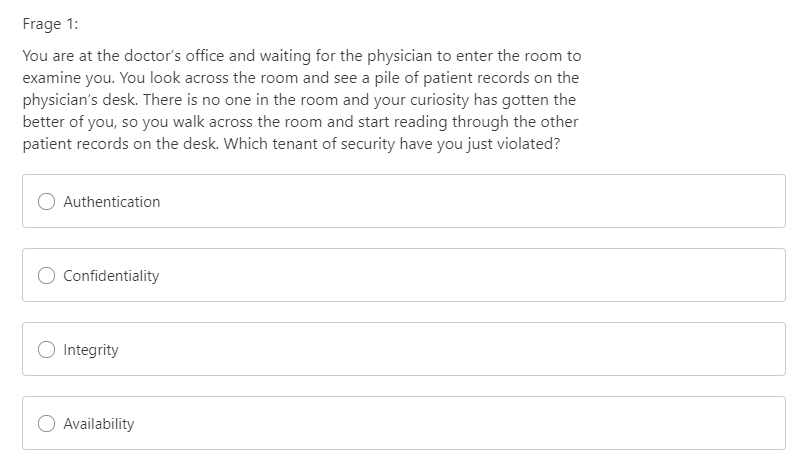 Frage 1:
You are at the doctor's office and waiting for the physician to enter the room to
examine you. You look across the room and see a pile of patient records on the
physician's desk. There is no one in the room and your curiosity has gotten the
better of you, so you walk across the room and start reading through the other
patient records on the desk. Which tenant of security have you just violated?
Authentication
Confidentiality
Integrity
Availability